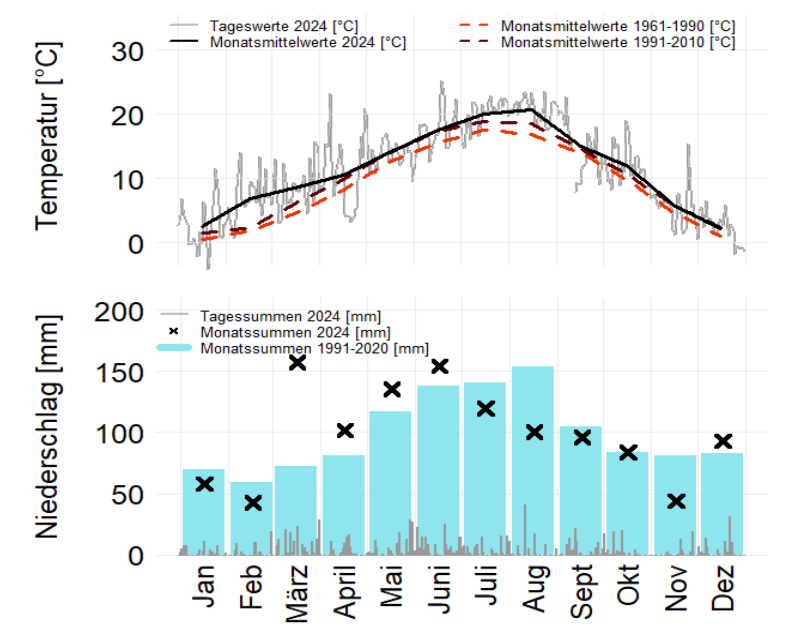 Tageswerte 2024 [°C]
Monatsmittelwerte 2024 [°C]
Monatsmittelwerte 1961-1990 [°C]
Monatsmittelwerte 1991-2010 [°C]
Temperatur [°C]
30
20
10
0
Tagessummen 2024 [mm]
Monatssummen 2024 [mm]
Monatssummen 1991-2020 [mm]
Niederschlag [mm]
200
150
100
50
0
Jan
Feb
März
April
Mai
Juni
Juli
Aug
Sept
Okt
Nov
Dez